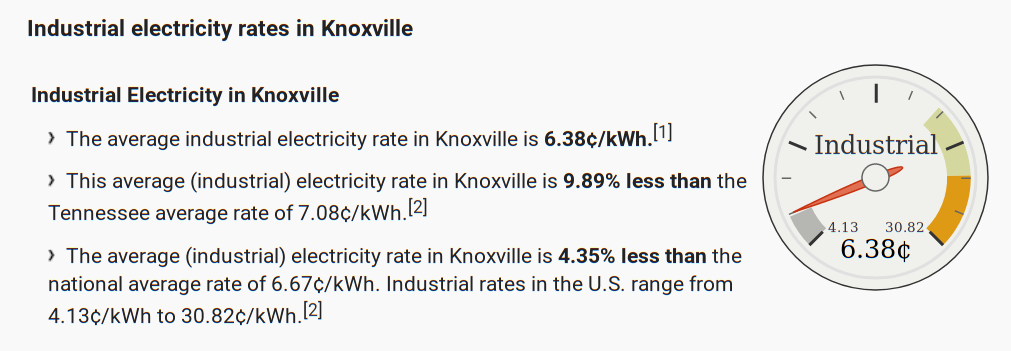 Industrial electricity rates in Knoxville
Industrial Electricity in Knoxville
› The average industrial electricity rate in Knoxville is 6.38¢/kWh.[1]
› This average (industrial) electricity rate in Knoxville is 9.89% less than the
Tennessee average rate of 7.08¢/kWh.[2]
› The average (industrial) electricity rate in Knoxville is 4.35% less than the
national average rate of 6.67¢/kWh. Industrial rates in the U.S. range from
4.13¢/kWh to 30.82¢/kWh.[2]
Industrial
4.13 30.82
6.38¢